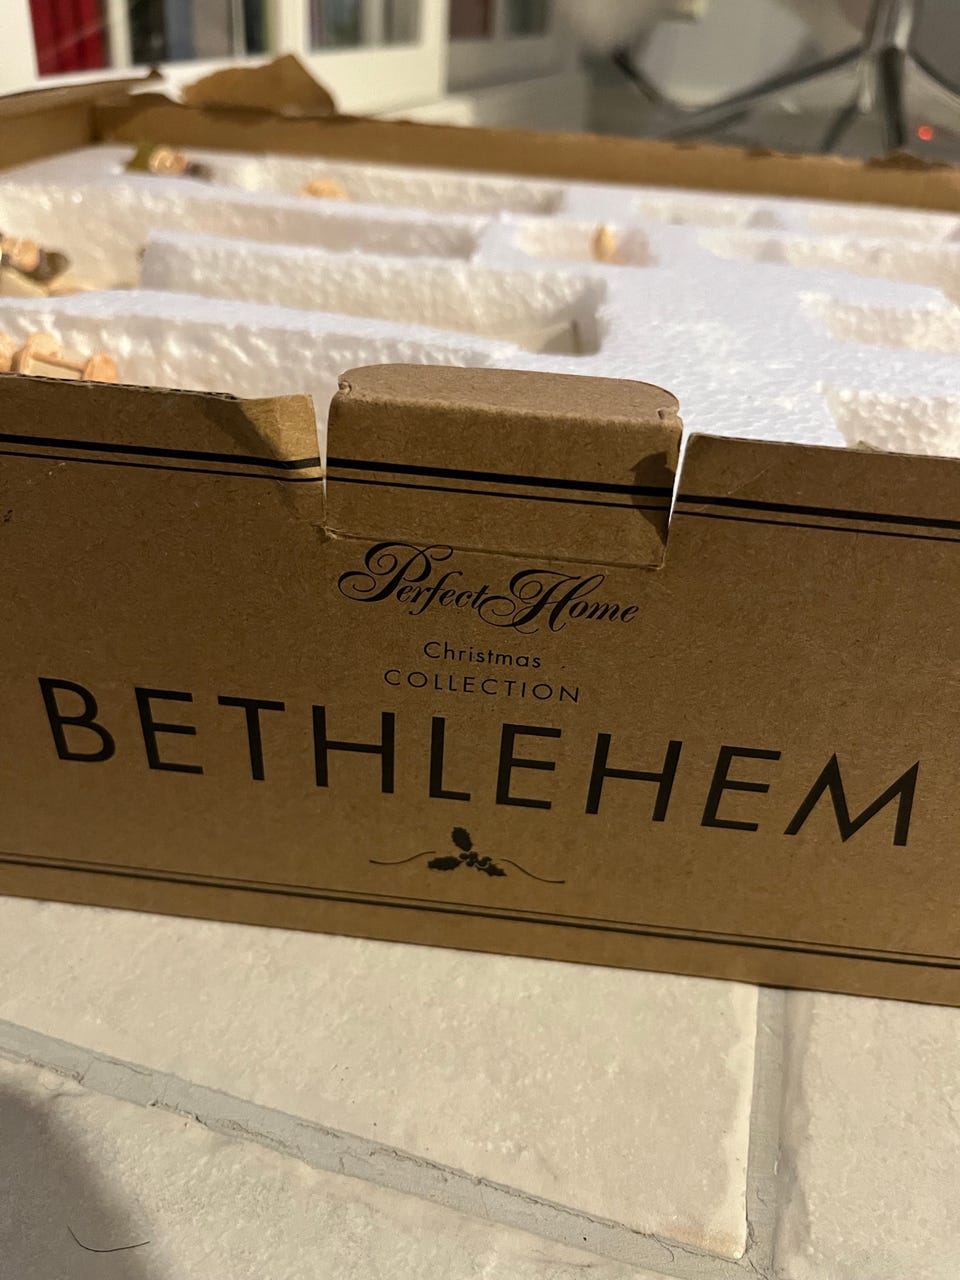 Perfect Home
Christmas
COLLECTION
BETHLEHEM